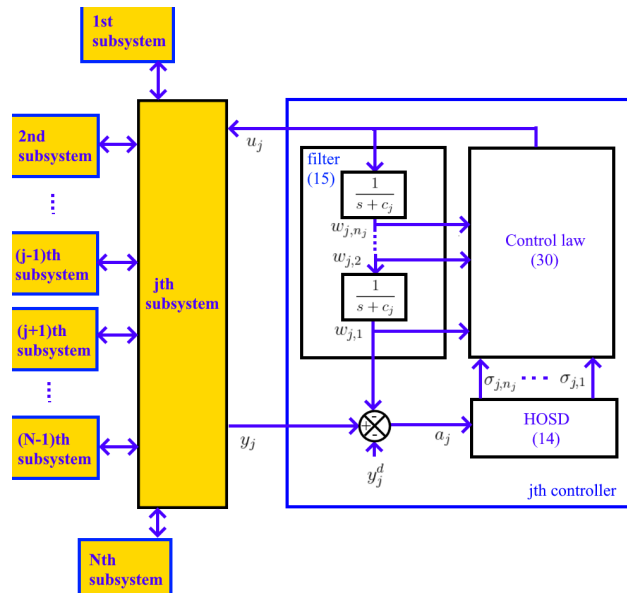 1st
subsystem
2nd
subsystem
(j-1)th
subsystem
(j+1)th
subsystem
(N-1)th
subsystem
Nth
subsystem
jth
subsystem
u_j
y_j
filter
(15)
1
s + c_j
w_{j,n_j}
w_{j,2}
1
s + c_j
w_{j,1}
Control law
(30)
σ_{j,n_j}
σ_{j,1}
HOSD
(14)
+
-
-
a_j
y_j^d
jth controller